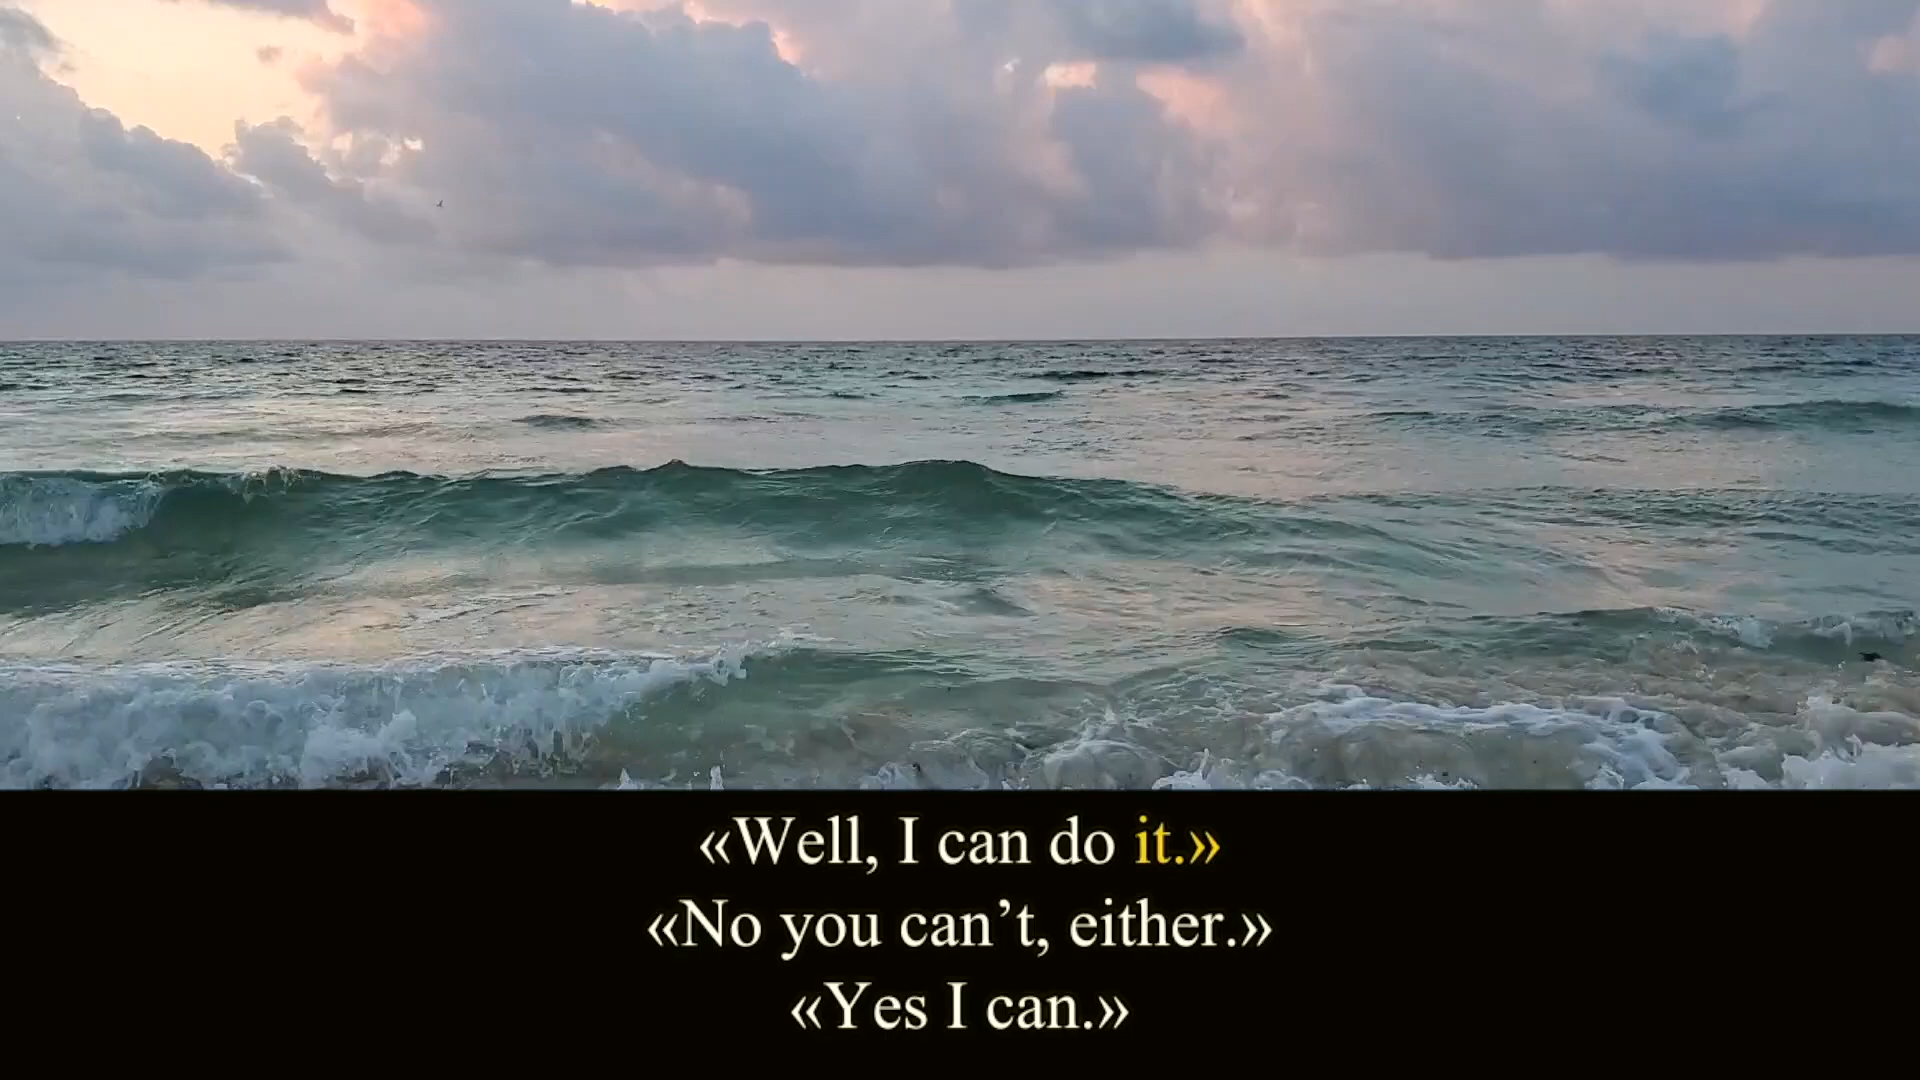 «Well, I can do it.»
«No you can’t, either.»
«Yes I can.»